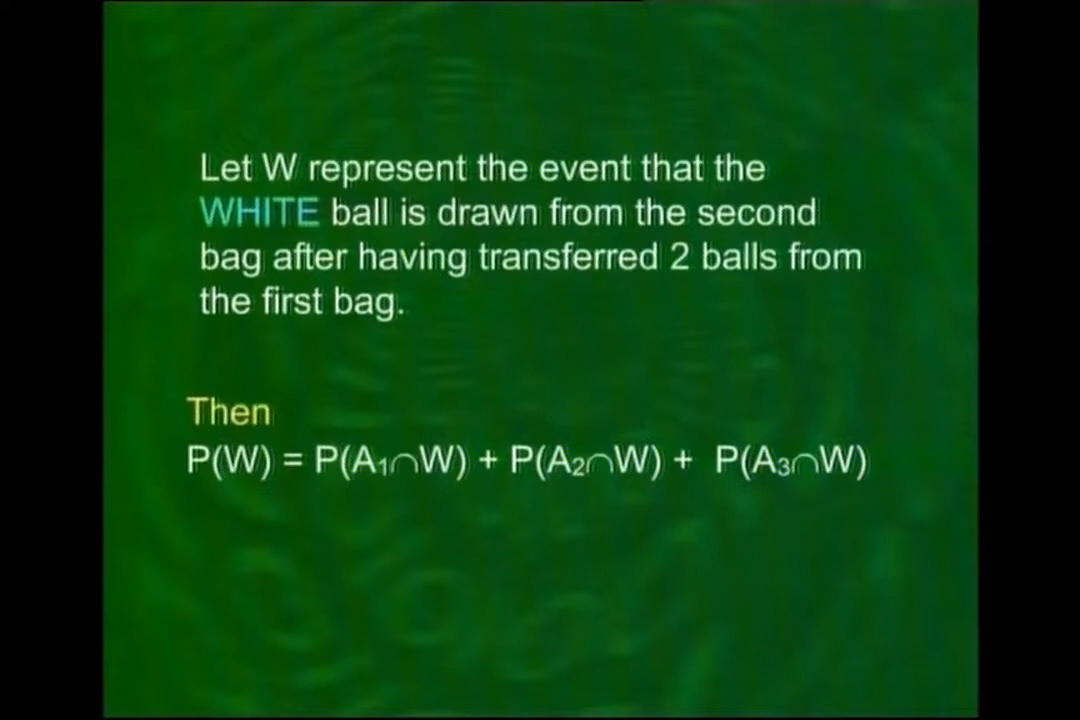 Let W represent the event that the
WHITE ball is drawn from the second
bag after having transferred 2 balls from
the first bag.
Then
P(W) = P(A₁∩W) + P(A₂∩W) + P(A₃∩W)